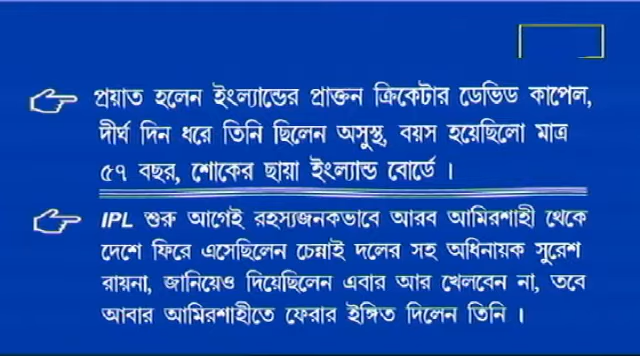 প্রয়াত হলেন ইংল্যান্ডের প্রাক্তন ক্রিকেটার ডেভিড কাপেল,
দীর্ঘ দিন ধরে তিনি ছিলেন অসুস্থ, বয়স হয়েছিলো মাত্র
৫৭ বছর, শোকের ছায়া ইংল্যান্ড বোর্ডে ।
IPL শুরু আগেই রহস্যজনকভাবে আরব আমিরশাহী থেকে
দেশে ফিরে এসেছিলেন চেন্নাই দলের সহ অধিনায়ক সুরেশ
রায়না, জানিয়েও দিয়েছিলেন এবার আর খেলবেন না, তবে
আবার আমিরশাহীতে ফেরার ইঙ্গিত দিলেন তিনি ।